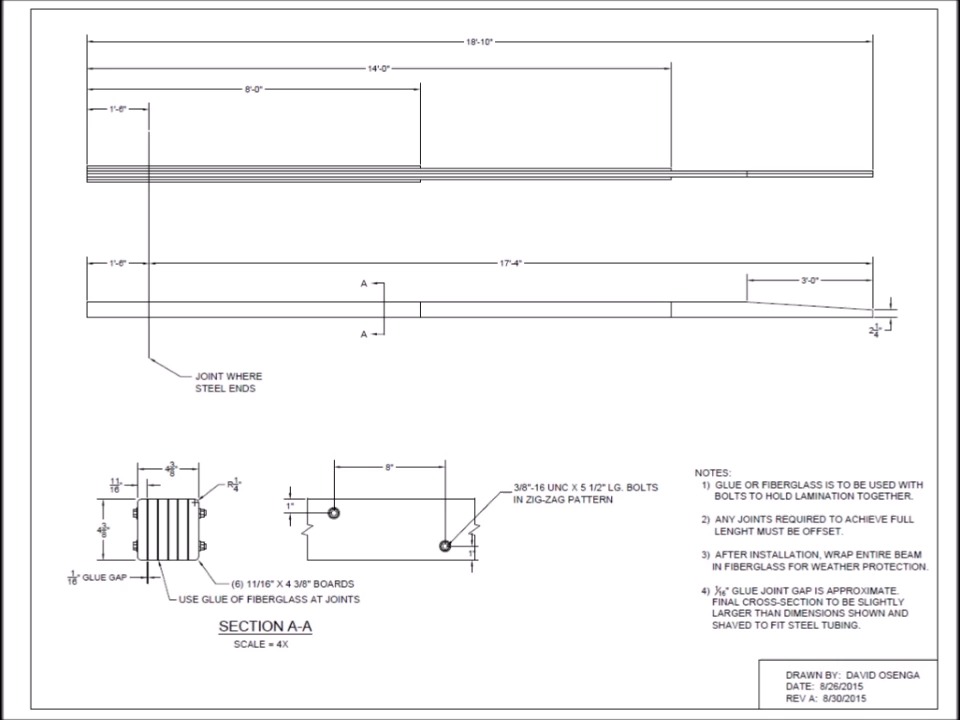 18'-10"
14'-0"
8'-0"
1'-6"
1'-6"
17'-4"
3'-0"
A
A
2 1/4"
JOINT WHERE
STEEL ENDS
4 3/8"
11/16"
R 1/4"
4 3/8"
1/16" GLUE GAP
(6) 11/16" X 4 3/8" BOARDS
USE GLUE OF FIBERGLASS AT JOINTS
SECTION A-A
SCALE = 4X
8"
1"
1"
3/8"-16 UNC X 5 1/2" LG. BOLTS
IN ZIG-ZAG PATTERN
NOTES:
1) GLUE OR FIBERGLASS IS TO BE USED WITH
BOLTS TO HOLD LAMINATION TOGETHER.
2) ANY JOINTS REQUIRED TO ACHIEVE FULL
LENGHT MUST BE OFFSET.
3) AFTER INSTALLATION, WRAP ENTIRE BEAM
IN FIBERGLASS FOR WEATHER PROTECTION.
4) 1/16" GLUE JOINT GAP IS APPROXIMATE.
FINAL CROSS-SECTION TO BE SLIGHTLY
LARGER THAN DIMENSIONS SHOWN AND
SHAVED TO FIT STEEL TUBING.
DRAWN BY: DAVID OSENGA
DATE: 8/26/2015
REV A: 8/30/2015